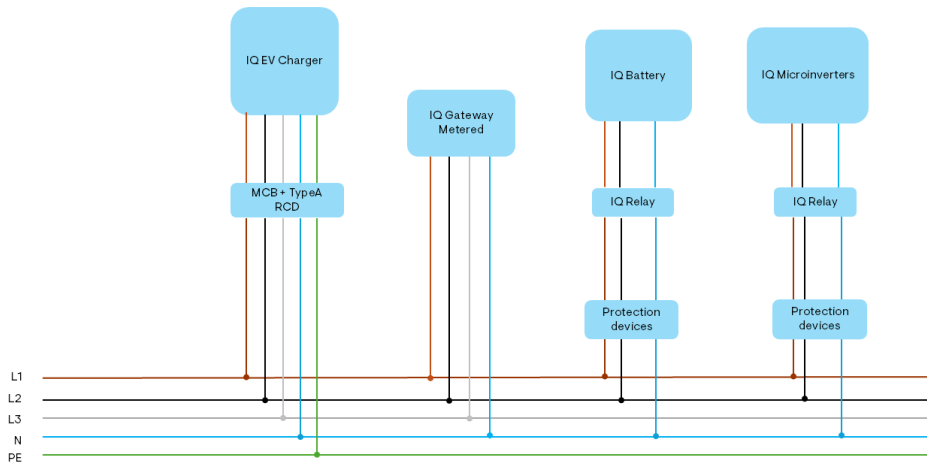 IQ EV Charger
IQ Gateway
Metered
IQ Battery
IQ Microinverters
MCB + TypeA
RCD
IQ Relay
IQ Relay
Protection
devices
Protection
devices
L1
L2
L3
N
PE